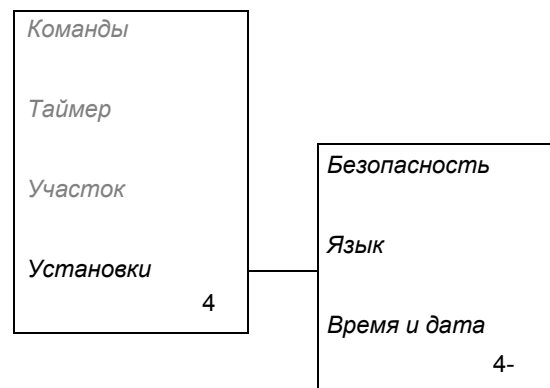 Команды
Таймер
Участок
Установки
4
Безопасность
Язык
Время и дата
4-